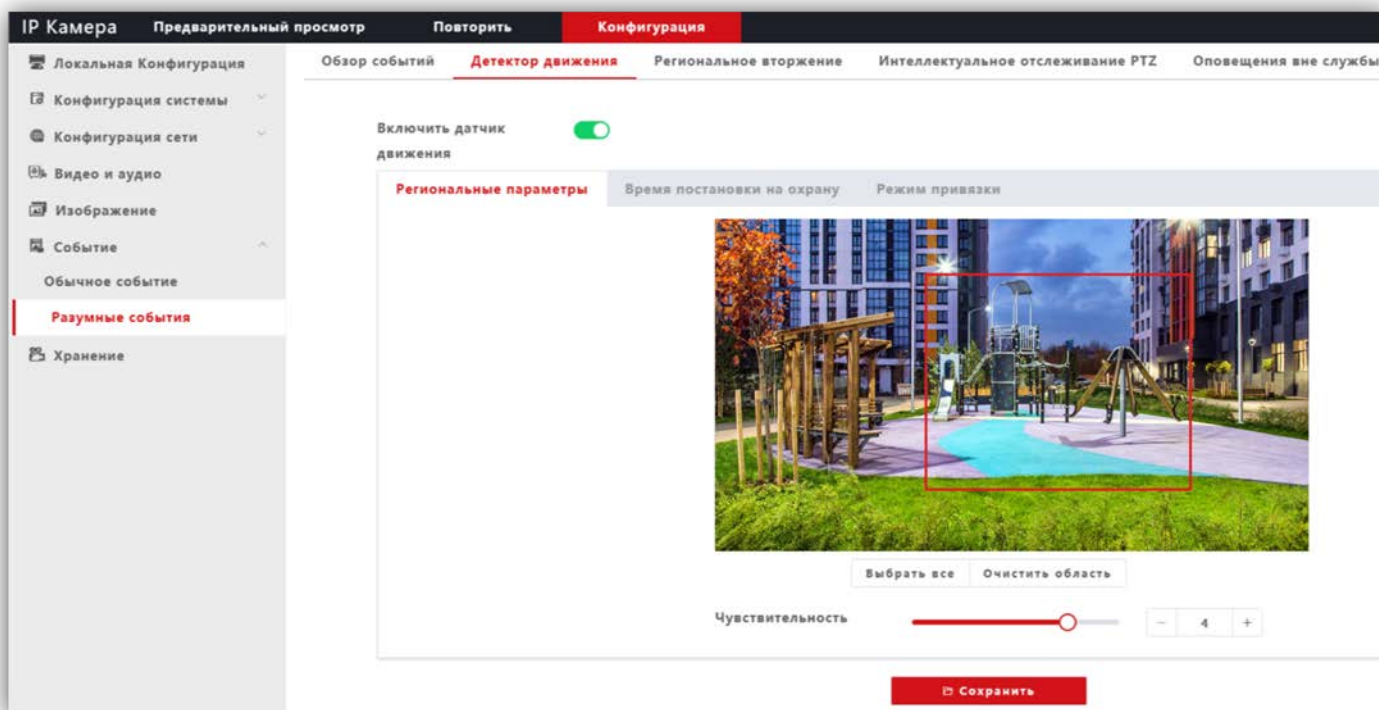 IP Камера Предварительный просмотр Повторить Конфигурация
Локальная Конфигурация
Конфигурация системы
Конфигурация сети
Видео и аудио
Изображение
Событие
Обычное событие
Разумные события
Хранение
Обзор событий Детектор движения Региональное вторжение Интеллектуальное отслеживание PTZ Оповещения вне службы
Включить датчик
движения
Региональные параметры Время постановки на охрану Режим привязки
Выбрать все Очистить область
Чувствительность - 4 +
Сохранить